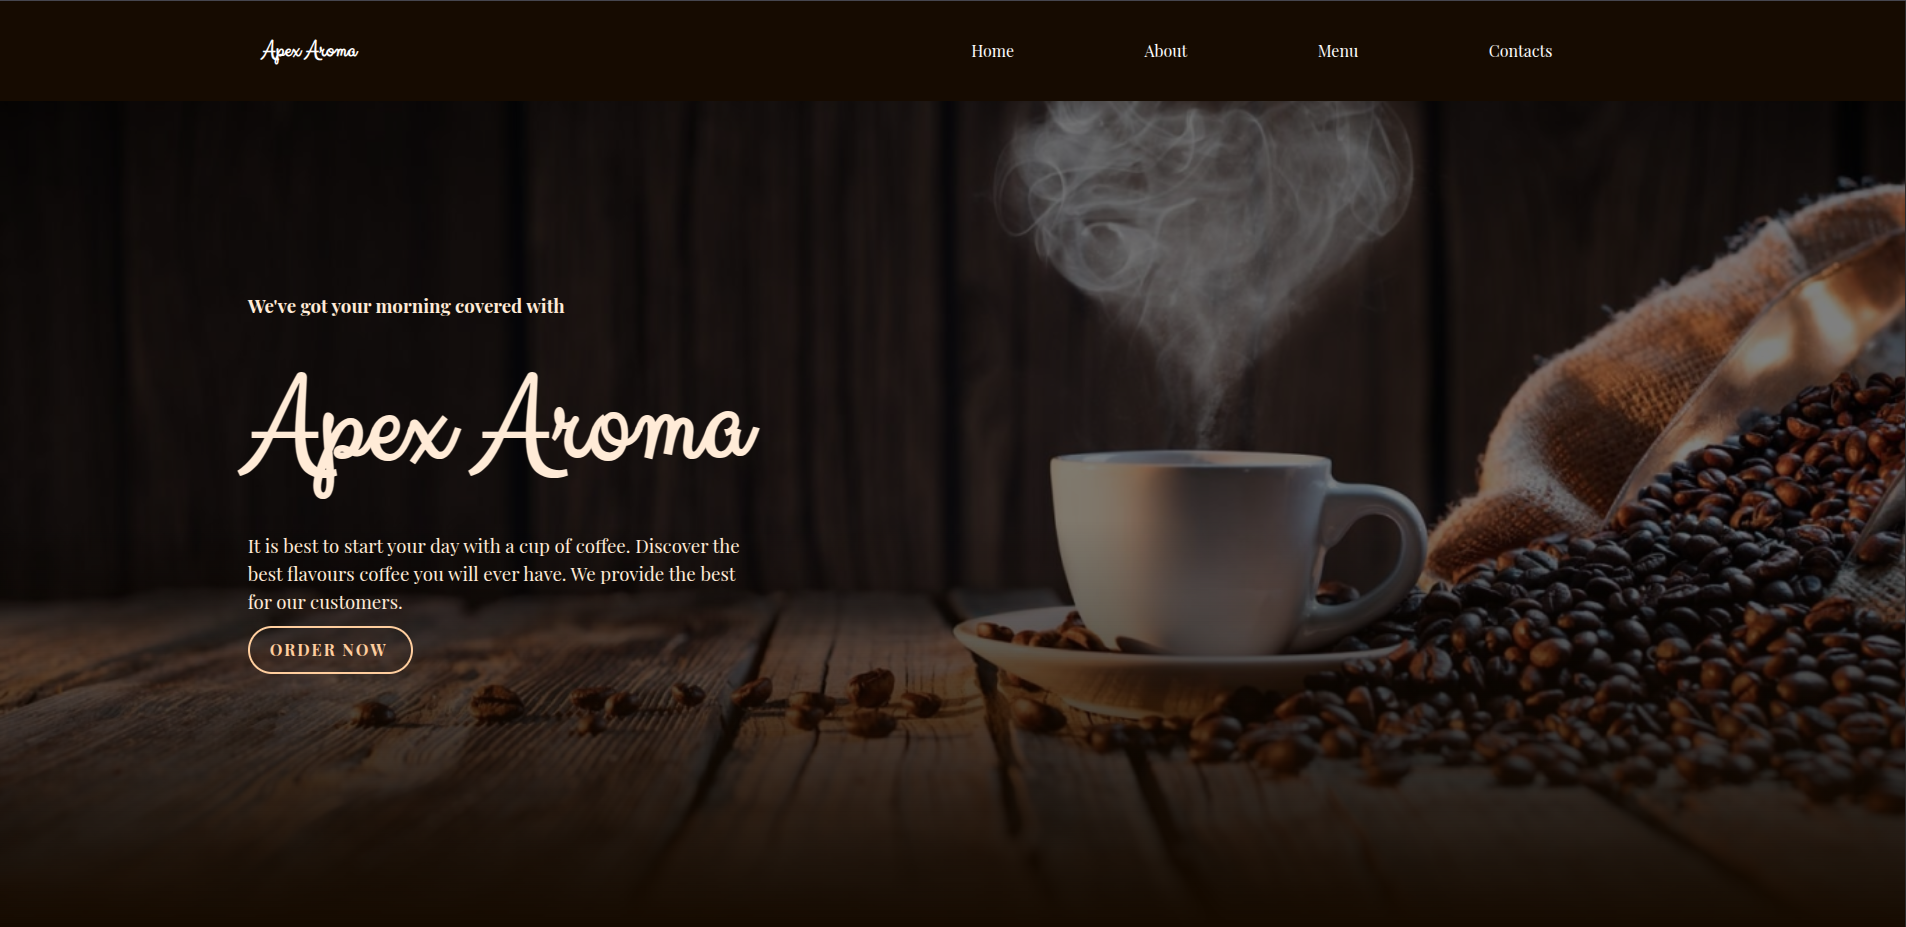 Apex Aroma
Home About Menu Contacts
We've got your morning covered with
Apex Aroma
It is best to start your day with a cup of coffee. Discover the
best flavours coffee you will ever have. We provide the best
for our customers.
ORDER NOW